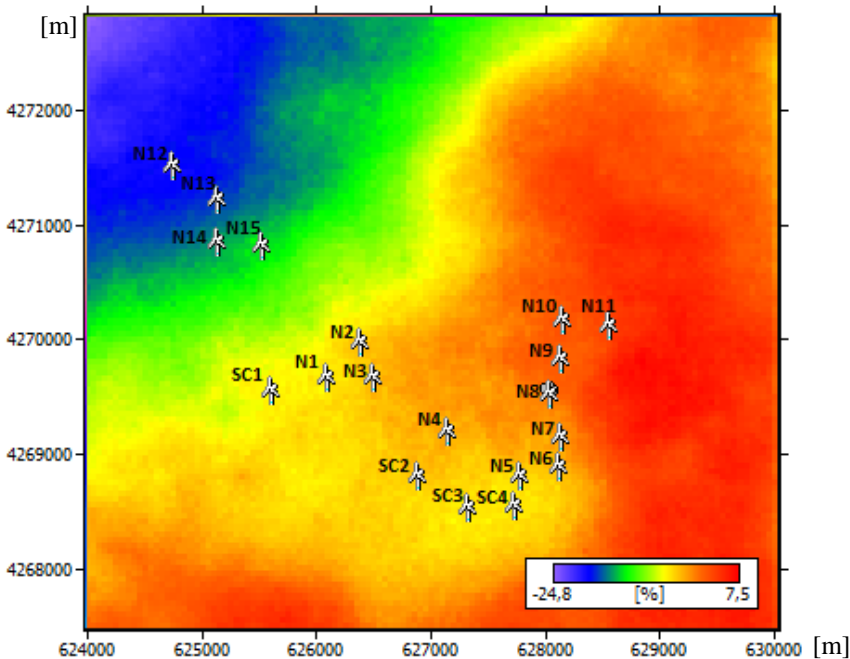 [m]
4272000
N12
N13
4271000
N14 N15
N10 N11
4270000
N2
N9
N1
N3
SC1
N8
N4
N7
4269000
SC2
N5
N6
SC3
SC4
4268000
-24,8 [%] 7,5
624000 625000 626000 627000 628000 629000 630000 [m]